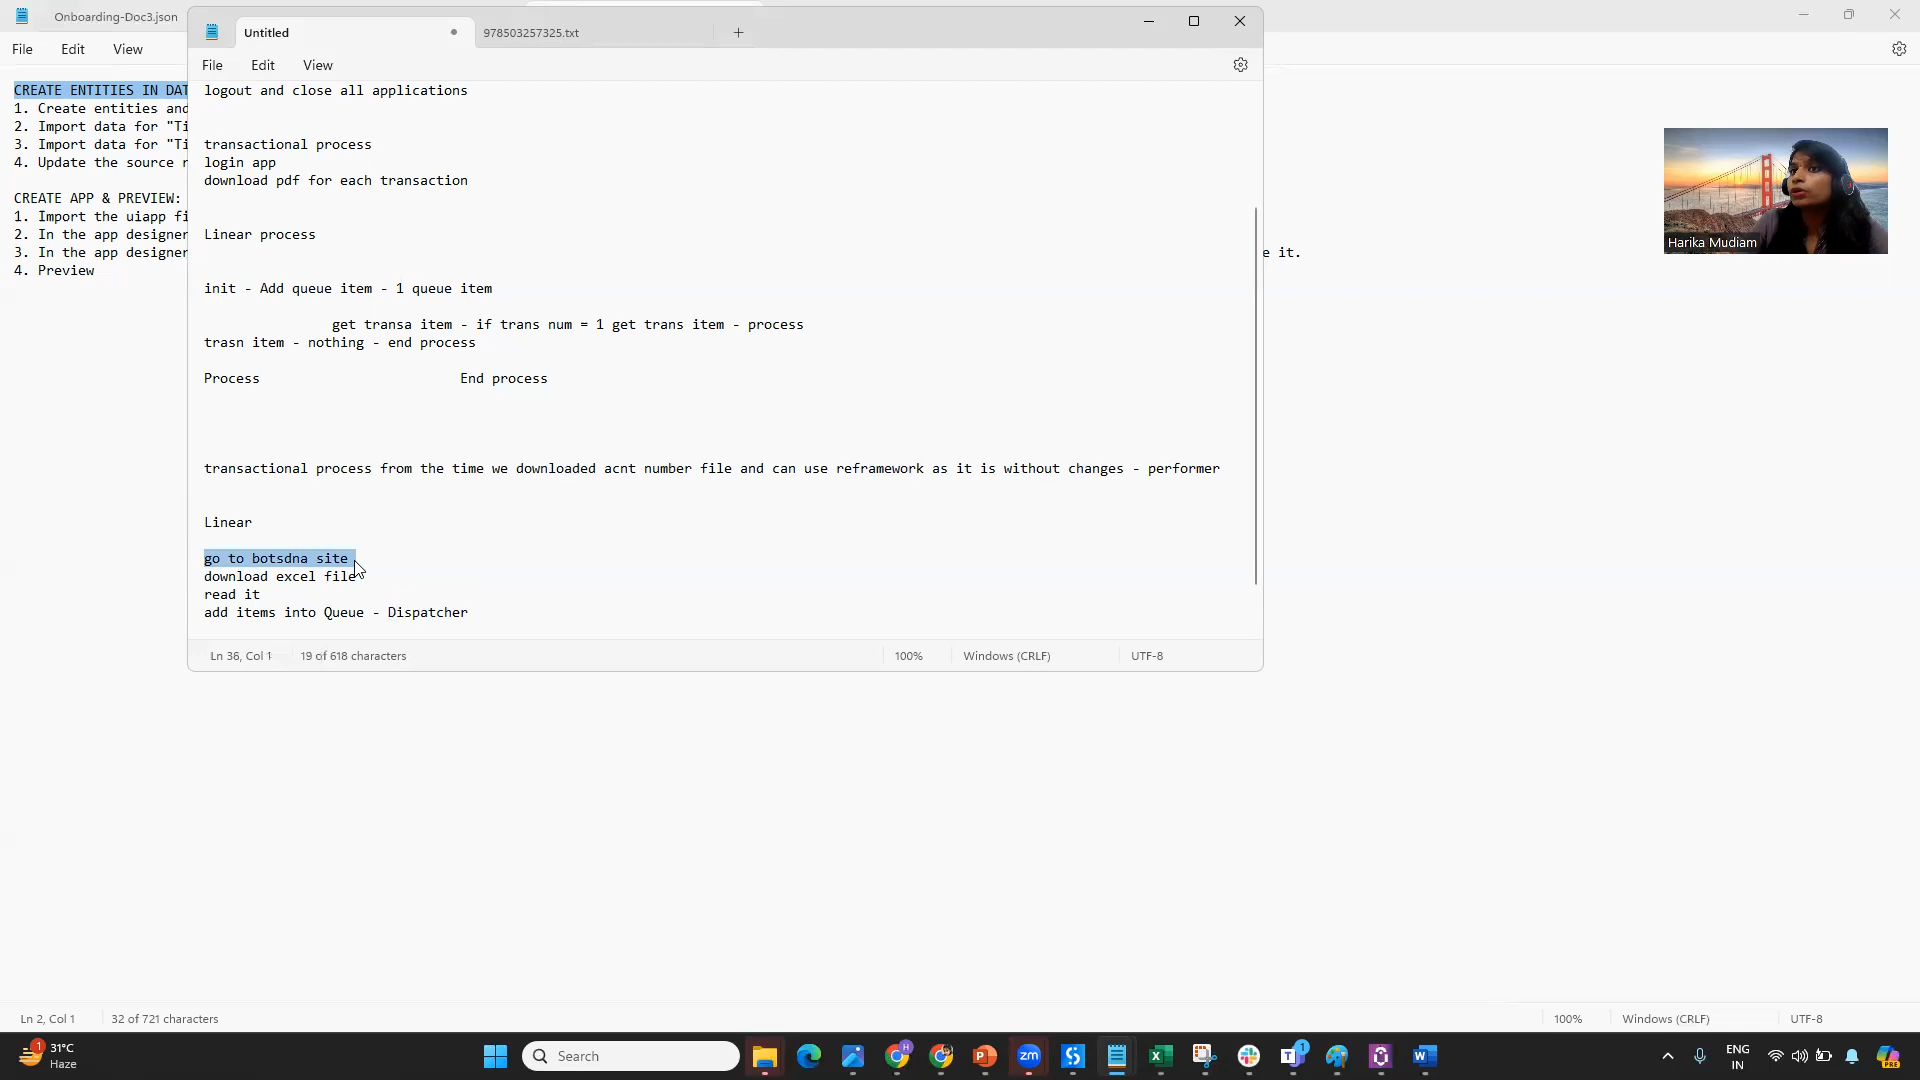 Onboarding-Doc3.json
File Edit View
CREATE ENTITIES IN DAT
1. Create entities and
2. Import data for "Ti
3. Import data for "Ti
4. Update the source r
CREATE APP & PREVIEW:
1. Import the uiapp fi
2. In the app designer
3. In the app designer
e it.
4. Preview
Untitled
978503257325.txt
File Edit View
logout and close all applications
transactional process
login app
download pdf for each transaction
Linear process
init - Add queue item - 1 queue item
get transa item - if trans num = 1 get trans item - process
trasn item - nothing - end process
Process End process
transactional process from the time we downloaded acnt number file and can use reframework as it is without changes - performer
Linear
go to botsdna site
download excel file
read it
add items into Queue - Dispatcher
Ln 36, Col 1 19 of 618 characters 100% Windows (CRLF) UTF-8
Harika Mudiam
Ln 2, Col 1 32 of 721 characters 100% Windows (CRLF) UTF-8
1
31°C
Haze
Search
H
P
zm
X
T
1
W
ENG
IN
PRE